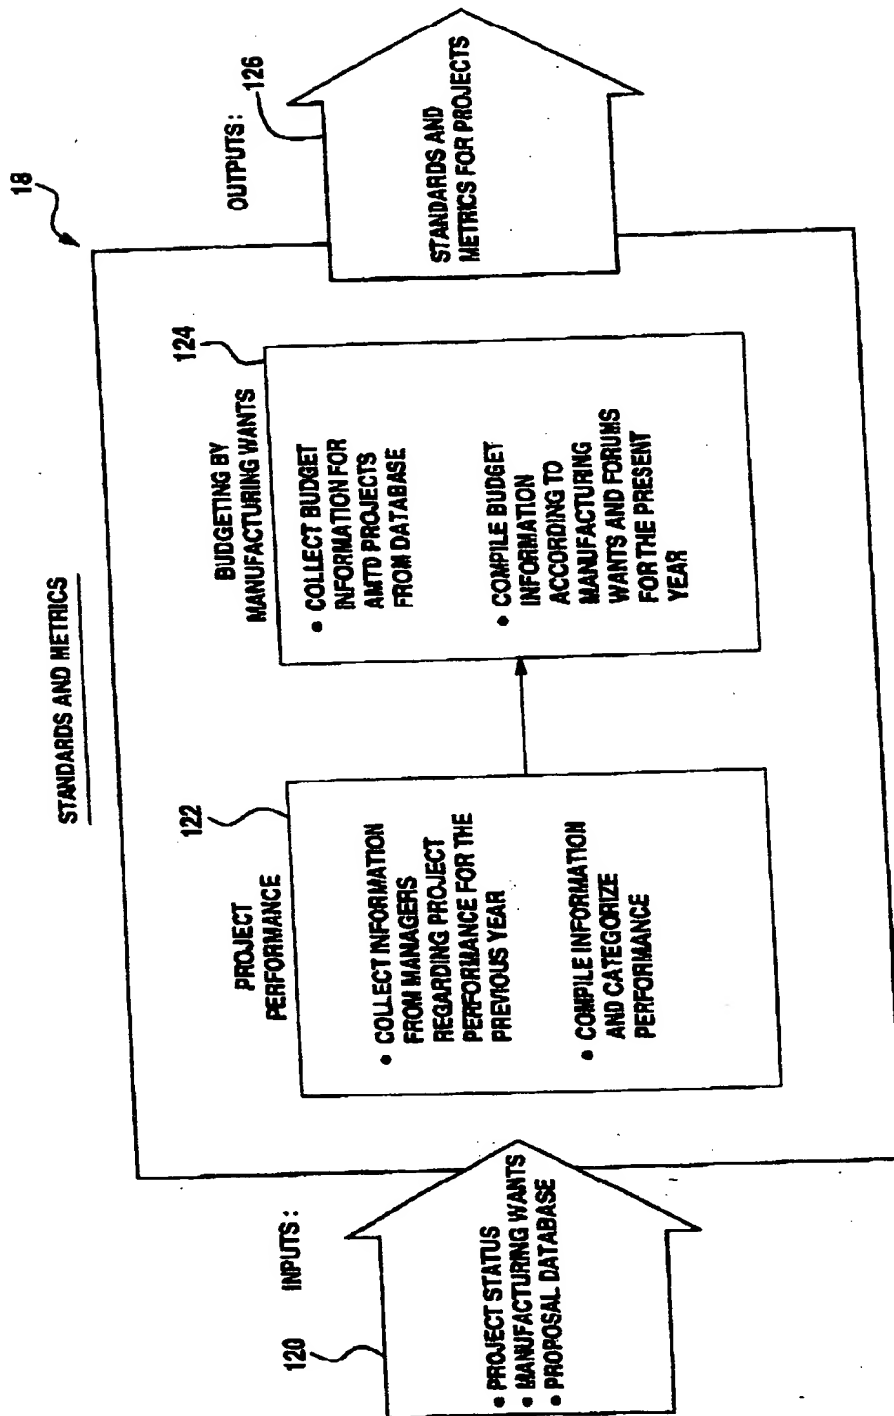 STANDARDS AND METRICS
18
INPUTS :
120
• PROJECT STATUS
• MANUFACTURING WANTS
• PROPOSAL DATABASE
PROJECT
PERFORMANCE
122
• COLLECT INFORMATION
FROM MANAGERS
REGARDING PROJECT
PERFORMANCE FOR THE
PREVIOUS YEAR
• COMPILE INFORMATION
AND CATEGORIZE
PERFORMANCE
BUDGETING BY
MANUFACTURING WANTS
124
• COLLECT BUDGET
INFORMATION FOR
AMTD PROJECTS
FROM DATABASE
• COMPILE BUDGET
INFORMATION
ACCORDING TO
MANUFACTURING
WANTS AND FORUMS
FOR THE PRESENT
YEAR
OUTPUTS :
126
STANDARDS AND
METRICS FOR PROJECTS